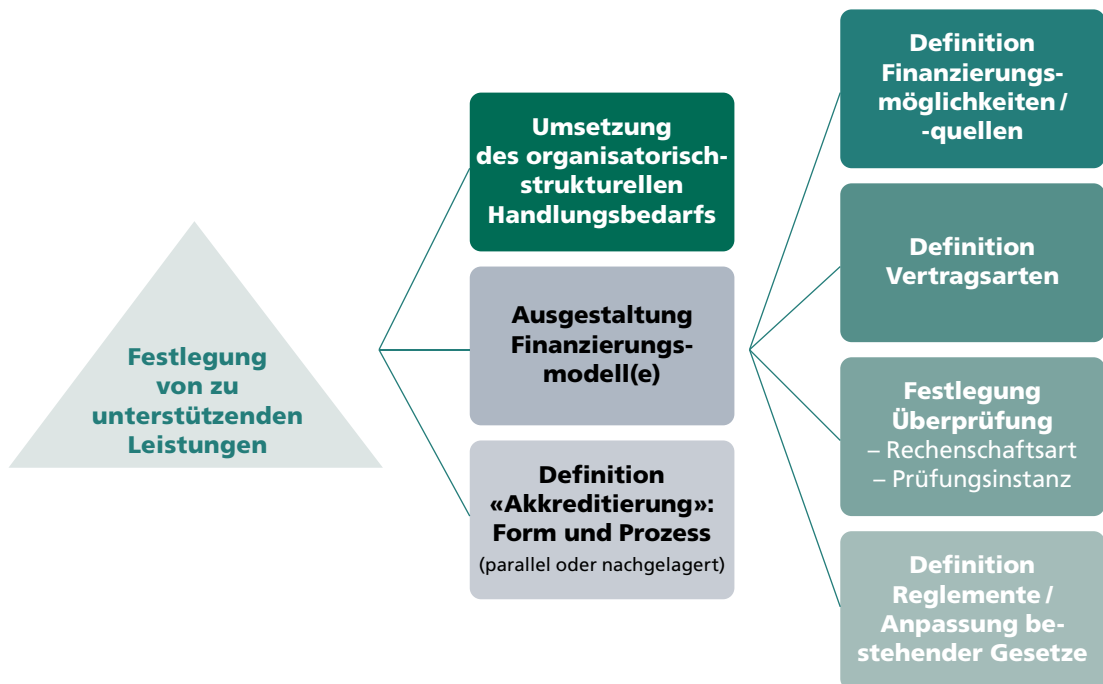 Festlegung
von zu
unterstützenden
Leistungen
Umsetzung
des organisatorisch-
strukturellen
Handlungsbedarfs
Ausgestaltung
Finanzierungs-
modell(e)
Definition
«Akkreditierung»:
Form und Prozess
(parallel oder nachgelagert)
Definition
Finanzierungs-
möglichkeiten /
-quellen
Definition
Vertragsarten
Festlegung
Überprüfung
– Rechenschaftsart
– Prüfungsinstanz
Definition
Reglemente /
Anpassung be-
stehender Gesetze